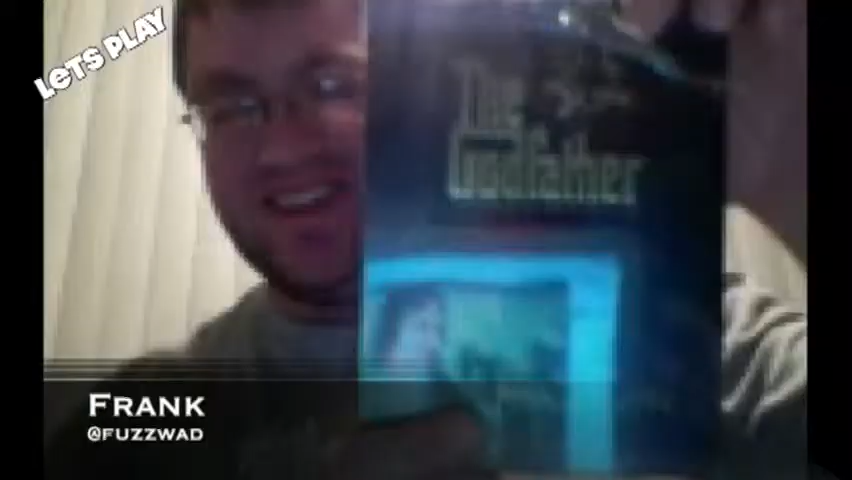 LETS PLAY
The
Godfather
FRANK
@FUZZWAD